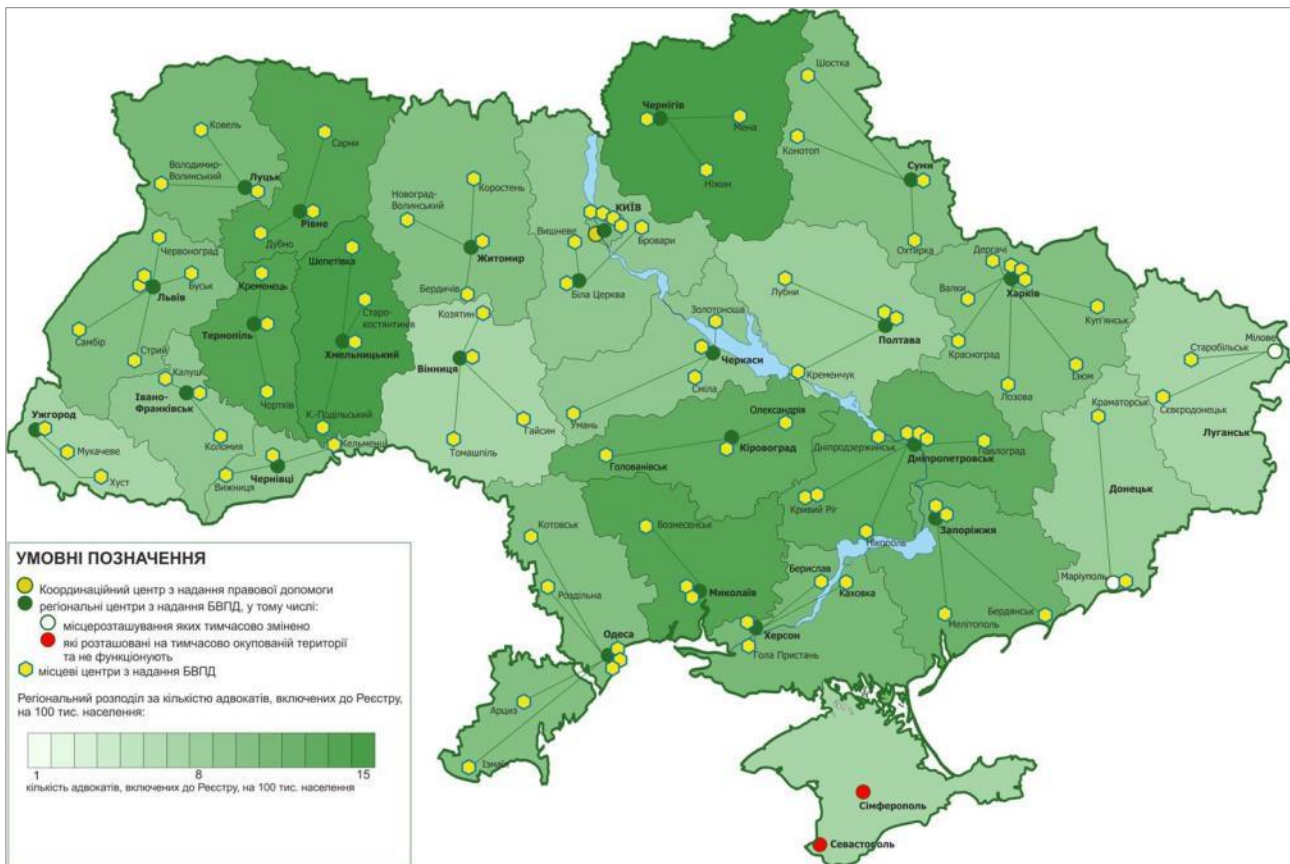 Шостка
Чернігів
Мена
Ковель
Сарни
Конотоп
Володимир-
Волинський
Луцьк
Ніжин
Суми
Новоград-
Волинський
Коростень
Рівне
КИЇВ
Вишневе
Бровари
Дубно
Охтирка
Червоноград
Шепетівка
Житомир
Дергачі
Кременець
Буськ
Львів
Біла Церква
Лубни
Валки
Харків
Бердичів
Козятин
Старо-
костянтинів
Золотоноша
Куп'янськ
Тернопіль
Самбір
Хмельницький
Полтава
Красноград
Мілове
Стрий
Вінниця
Черкаси
Старобільськ
Калуш
Сміла
Кременчук
Ізюм
Івано-
Франківськ
Чортків
Лозова
Сєвєродонецьк
Ужгород
К.-Подільський
Гайсин
Умань
Олександрія
Краматорськ
Луганськ
Коломия
Кельменці
Томашпіль
Кіровоград
Дніпродзержинськ
Мукачеве
Голованівськ
Дніпропетровськ
Павлоград
Чернівці
Хуст
Вижниця
Донецьк
Кривий Ріг
Котовськ
Вознесенськ
Запоріжжя
Нікополь
Берислав
Маріуполь
Роздільна
Миколаїв
Каховка
Бердянськ
Мелітополь
Одеса
Херсон
Гола Пристань
Арциз
Ізмаїл
Сімферополь
Севастополь
УМОВНІ ПОЗНАЧЕННЯ
Координаційний центр з надання правової допомоги
регіональні центри з надання БВПД, у тому числі:
місцерозташування яких тимчасово змінено
які розташовані на тимчасово окупованій території
та не функціонують
місцеві центри з надання БВПД
Регіональний розподіл за кількістю адвокатів, включених до Реєстру,
на 100 тис. населення:
1 8 15
кількість адвокатів, включених до Реєстру, на 100 тис. населення